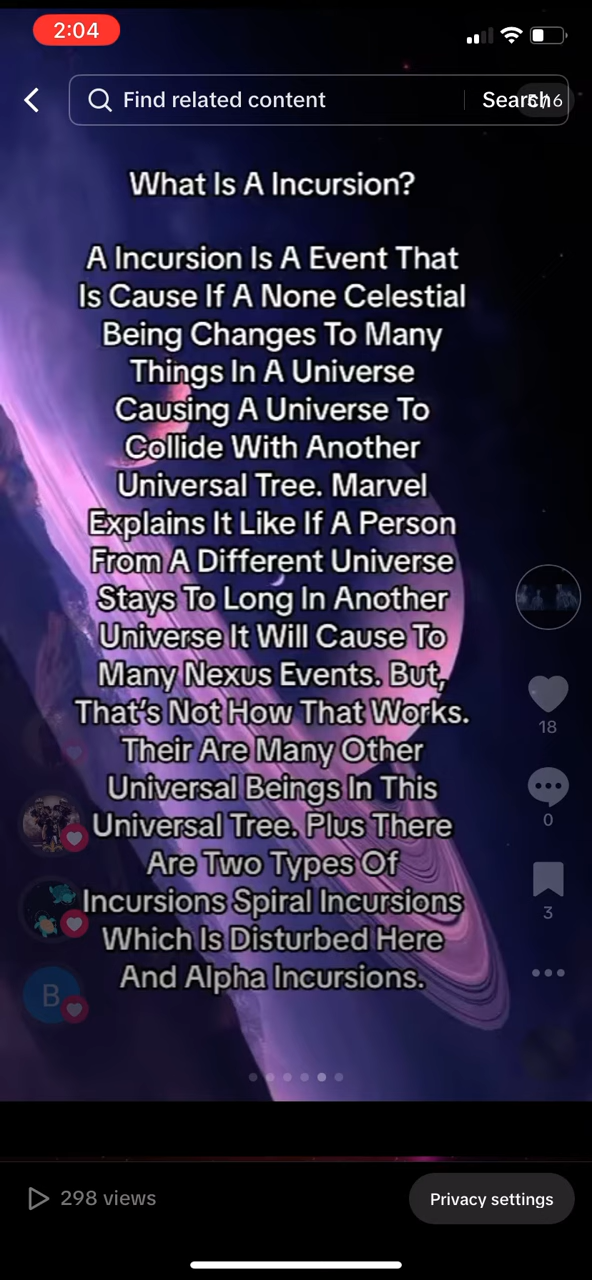 2:04
Find related content
Search
What Is A Incursion?
A Incursion Is A Event That
Is Cause If A None Celestial
Being Changes To Many
Things In A Universe
Causing A Universe To
Collide With Another
Universal Tree. Marvel
Explains It Like If A Person
From A Different Universe
Stays To Long In Another
Universe It Will Cause To
Many Nexus Events. But,
That's Not How That Works.
Their Are Many Other
Universal Beings In This
Universal Tree. Plus There
Are Two Types Of
Incursions Spiral Incursions
Which Is Disturbed Here
And Alpha Incursions.
18
0
3
B
298 views
Privacy settings